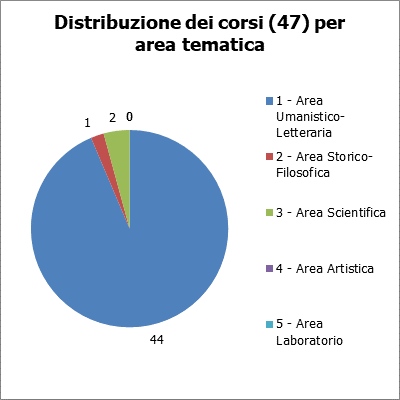 Distribuzione dei corsi (47) per
area tematica
1
2
0
0
44
1 - Area
Umanistico-
Letteraria
2 - Area Storico-
Filosofica
3 - Area Scientifica
4 - Area Artistica
5 - Area
Laboratorio